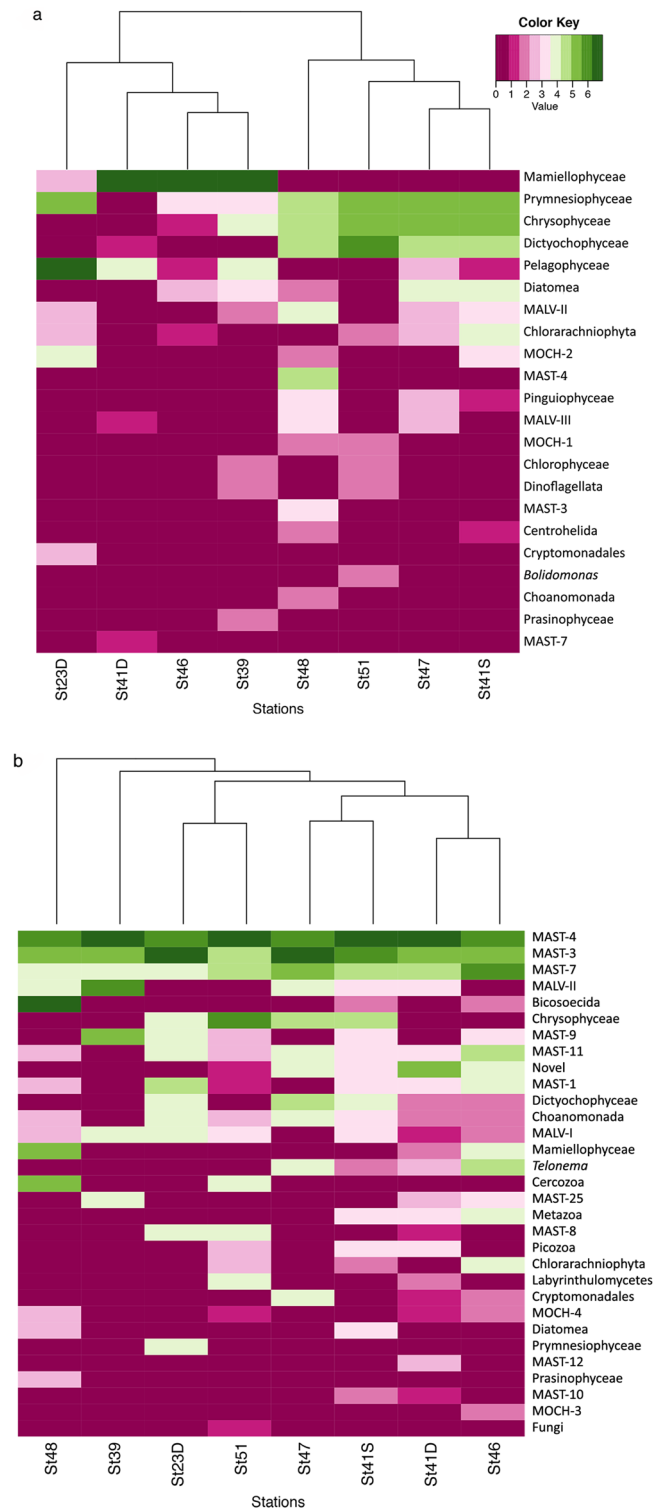 a
Color Key
0 1 2 3 4 5 6
Value
Mamiellophyceae
Prymnesiophyceae
Chrysophyceae
Dictyochophyceae
Pelagophyceae
Diatomea
MALV-II
Chlorarachniophyta
MOCH-2
MAST-4
Pinguiophyceae
MALV-III
MOCH-1
Chlorophyceae
Dinoflagellata
MAST-3
Centrohelida
Cryptomonadales
Bolidomonas
Choanomonada
Prasinophyceae
MAST-7
St23D St41D St46 St39 St48 St51 St47 St41S
Stations
b
MAST-4
MAST-3
MAST-7
MALV-II
Bicosoecida
Chrysophyceae
MAST-9
MAST-11
Novel
MAST-1
Dictyochophyceae
Choanomonada
MALV-I
Mamiellophyceae
Telonema
Cercozoa
MAST-25
Metazoa
MAST-8
Picozoa
Chlorarachniophyta
Labyrinthulomycetes
Cryptomonadales
MOCH-4
Diatomea
Prymnesiophyceae
MAST-12
Prasinophyceae
MAST-10
MOCH-3
Fungi
St48 St39 St23D St51 St47 St41S St41D St46
Stations